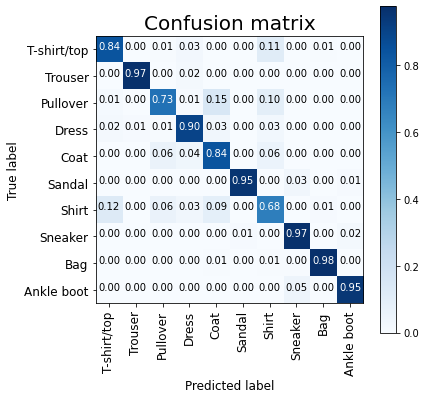 Confusion matrix
T-shirt/top 0.84 0.00 0.01 0.03 0.00 0.00 0.11 0.00 0.01 0.00
Trouser 0.00 0.97 0.00 0.02 0.00 0.00 0.00 0.00 0.00 0.00
Pullover 0.01 0.00 0.73 0.01 0.15 0.00 0.10 0.00 0.00 0.00
Dress 0.02 0.01 0.01 0.90 0.03 0.00 0.03 0.00 0.00 0.00
Coat 0.00 0.00 0.06 0.04 0.84 0.00 0.06 0.00 0.00 0.00
Sandal 0.00 0.00 0.00 0.00 0.00 0.95 0.00 0.03 0.00 0.01
Shirt 0.12 0.00 0.06 0.03 0.09 0.00 0.68 0.00 0.01 0.00
Sneaker 0.00 0.00 0.00 0.00 0.00 0.01 0.00 0.97 0.00 0.02
Bag 0.00 0.00 0.00 0.00 0.01 0.00 0.01 0.00 0.98 0.00
Ankle boot 0.00 0.00 0.00 0.00 0.00 0.00 0.00 0.05 0.00 0.95
True label
T-shirt/top
Trouser
Pullover
Dress
Coat
Sandal
Shirt
Sneaker
Bag
Ankle boot
Predicted label
0.8
0.6
0.4
0.2
0.0